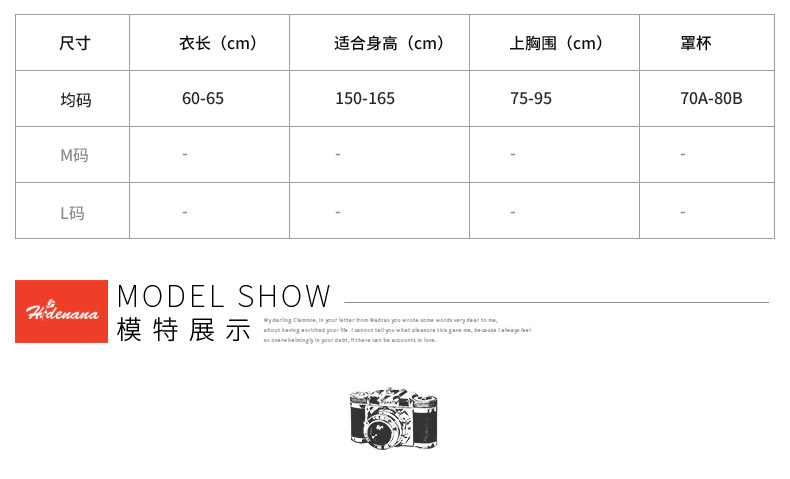 尺寸 衣长（cm） 适合身高（cm） 上胸围（cm） 罩杯
均码 60-65 150-165 75-95 70A-80B
M码 - - - -
L码 - - - -
Hidenana
MODEL SHOW
模特展示
My darling Clemmie, in your letter from Madras you wrote some words very dear to me,
about having enriched your life. I cannot tell you what pleasure this gave me, because I always feel
so overwhelmingly in your debt, if there can be accounts in love.